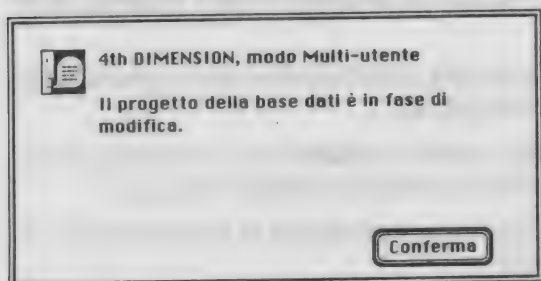 4th DIMENSION, modo Multi-utente
Il progetto della base dati è in fase di
modifica.
Conferma